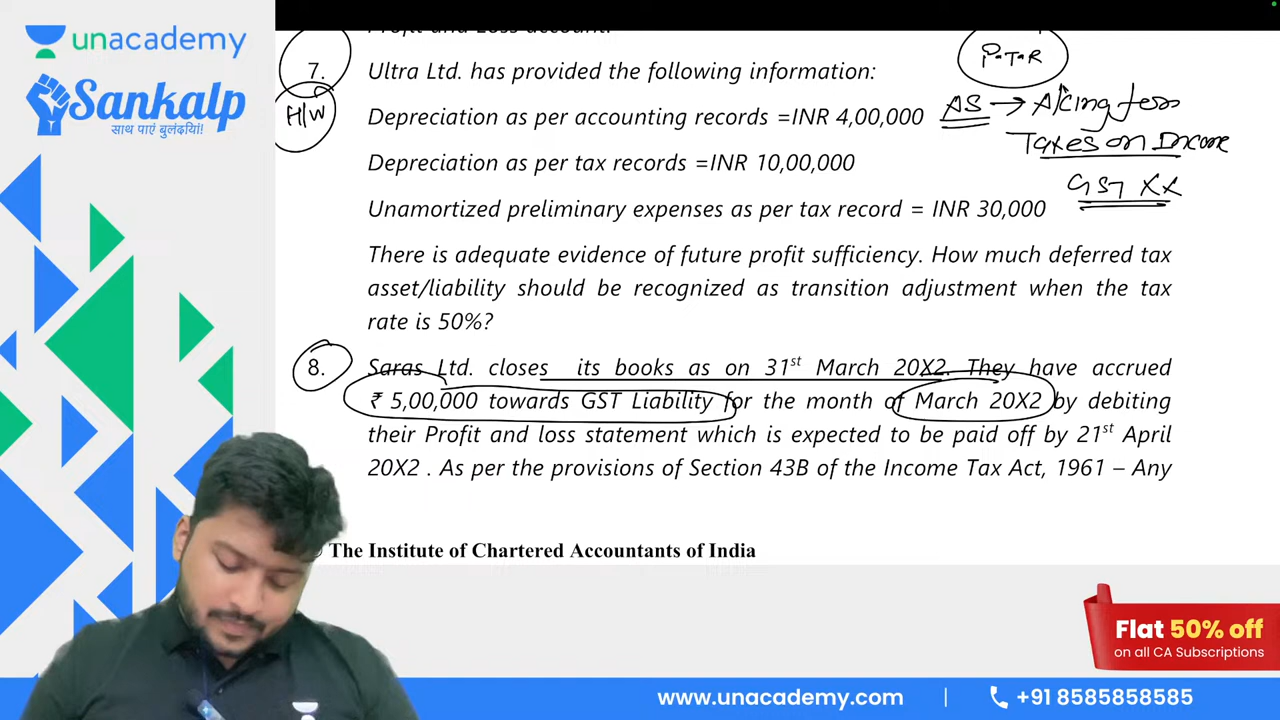 unacademy
Sankalp
साथ पाएं बुलंदियां!
Profit and Loss account.
7. Ultra Ltd. has provided the following information:
H/W
Depreciation as per accounting records =INR 4,00,000
Depreciation as per tax records =INR 10,00,000
Unamortized preliminary expenses as per tax record = INR 30,000
AS → A/cing for
Taxes on Income
GST XX
There is adequate evidence of future profit sufficiency. How much deferred tax
asset/liability should be recognized as transition adjustment when the tax
rate is 50%?
8. Saras Ltd. closes its books as on 31st March 20X2. They have accrued
₹ 5,00,000 towards GST Liability for the month of March 20X2 by debiting
their Profit and loss statement which is expected to be paid off by 21st April
20X2 . As per the provisions of Section 43B of the Income Tax Act, 1961 – Any
The Institute of Chartered Accountants of India
Flat 50% off
on all CA Subscriptions
www.unacademy.com | +91 8585858585